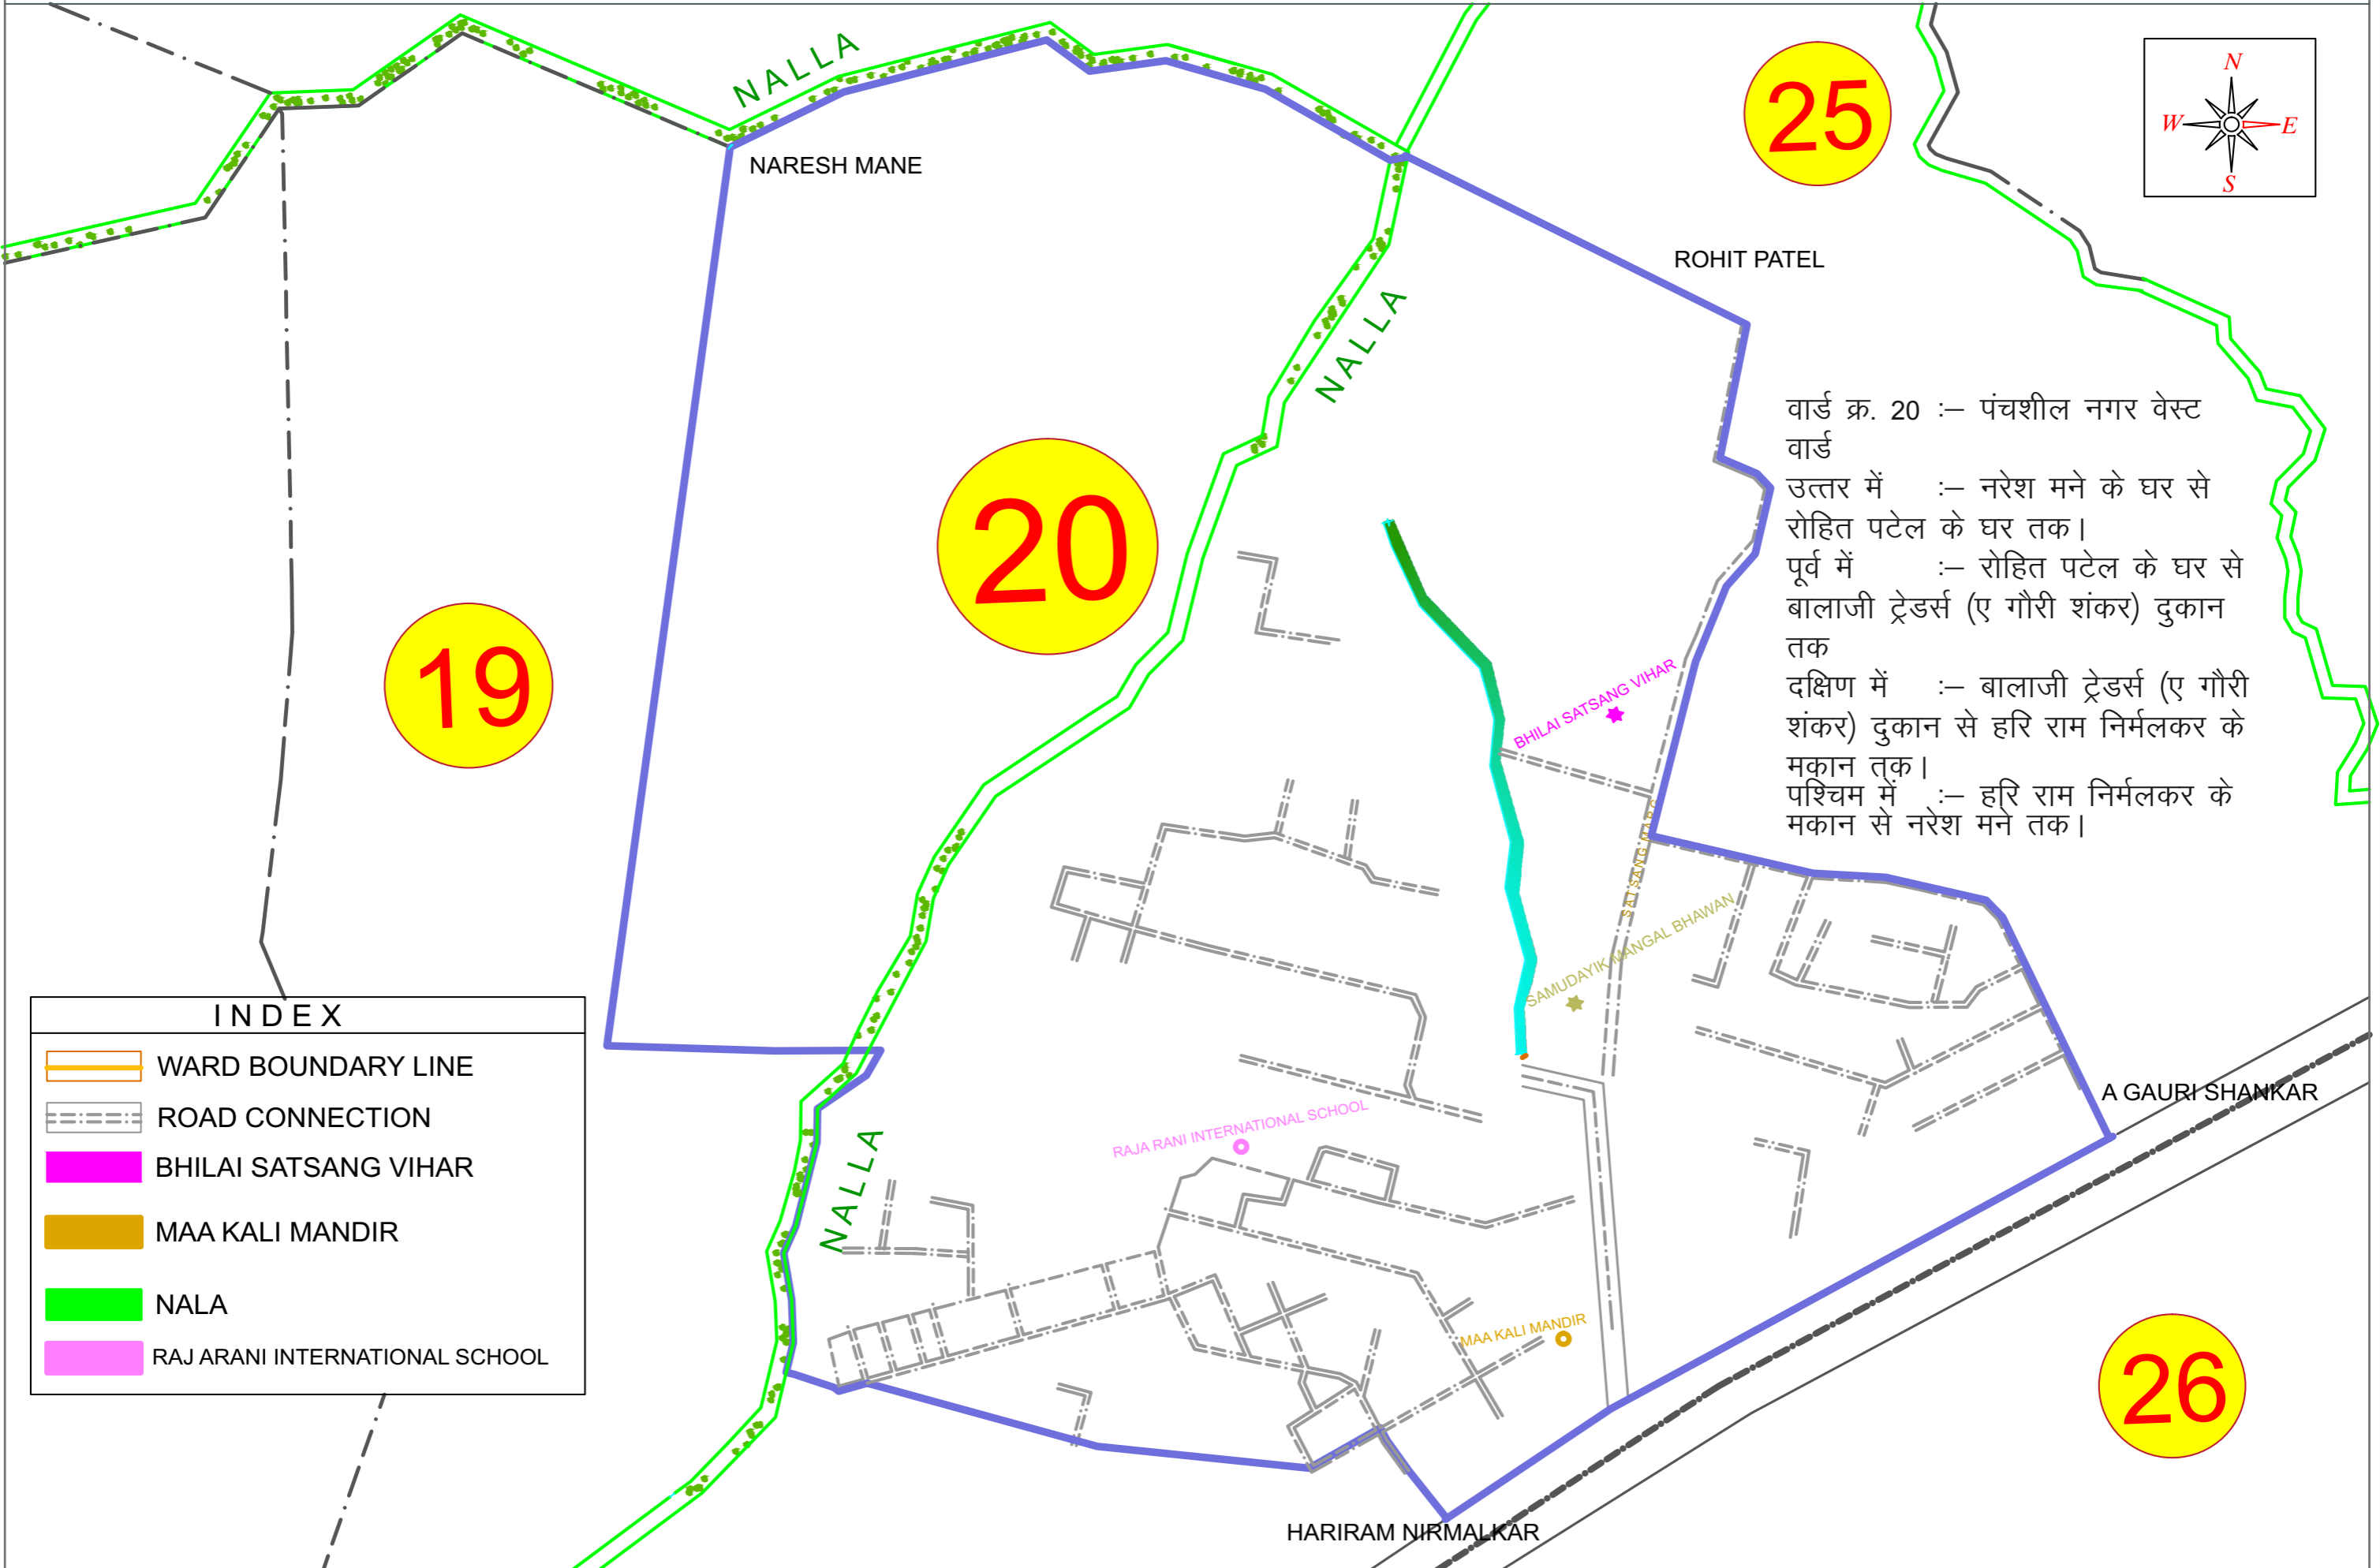 NALLA
25
N
W E
S
NARESH MANE
ROHIT PATEL
NALLA
वार्ड क्र. 20 :– पंचशील नगर वेस्ट
वार्ड
उत्तर में :– नरेश मने के घर से
रोहित पटेल के घर तक।
पूर्व में :– रोहित पटेल के घर से
बालाजी ट्रेडर्स (ए गौरी शंकर) दुकान
तक
दक्षिण में :– बालाजी ट्रेडर्स (ए गौरी
शंकर) दुकान से हरि राम निर्मलकर के
मकान तक।
पश्चिम में :– हरि राम निर्मलकर के
मकान से नरेश मने तक।
20
19
BHILAI SATSANG VIHAR
SATSANG MARG
SAMUDAYIK MANGAL BHAWAN
INDEX
WARD BOUNDARY LINE
ROAD CONNECTION
BHILAI SATSANG VIHAR
MAA KALI MANDIR
NALA
RAJ ARANI INTERNATIONAL SCHOOL
A GAURI SHANKAR
RAJA RANI INTERNATIONAL SCHOOL
NALLA
MAA KALI MANDIR
26
HARIRAM NIRMALKAR